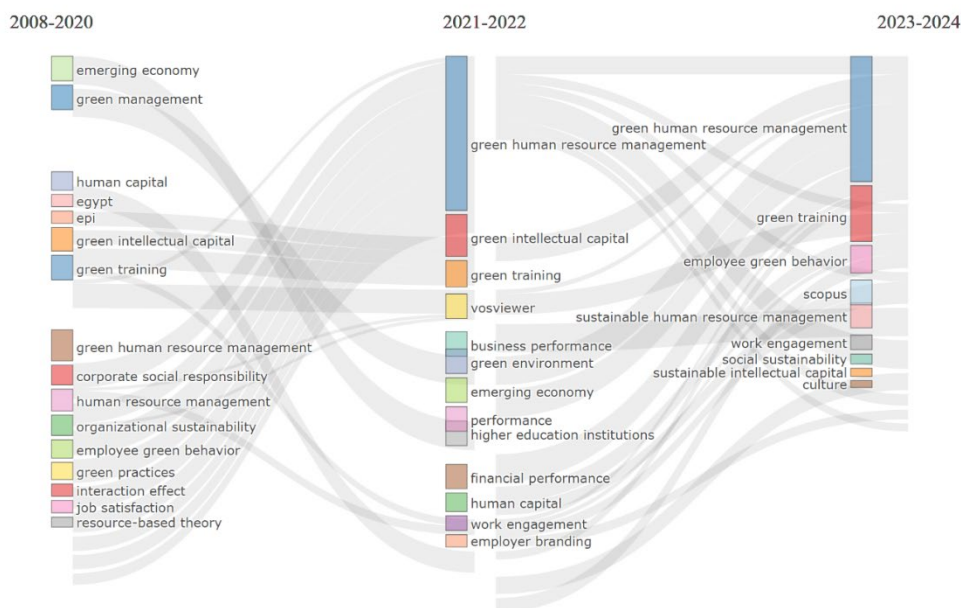 2008-2020
2021-2022
2023-2024
emerging economy
green management
human capital
egypt
epi
green intellectual capital
green training
green human resource management
corporate social responsibility
human resource management
organizational sustainability
employee green behavior
green practices
interaction effect
job satisfaction
resource-based theory
green human resource management
green intellectual capital
green training
vosviewer
business performance
green environment
emerging economy
performance
higher education institutions
financial performance
human capital
work engagement
employer branding
green human resource management
green training
employee green behavior
scopus
sustainable human resource management
work engagement
social sustainability
sustainable intellectual capital
culture